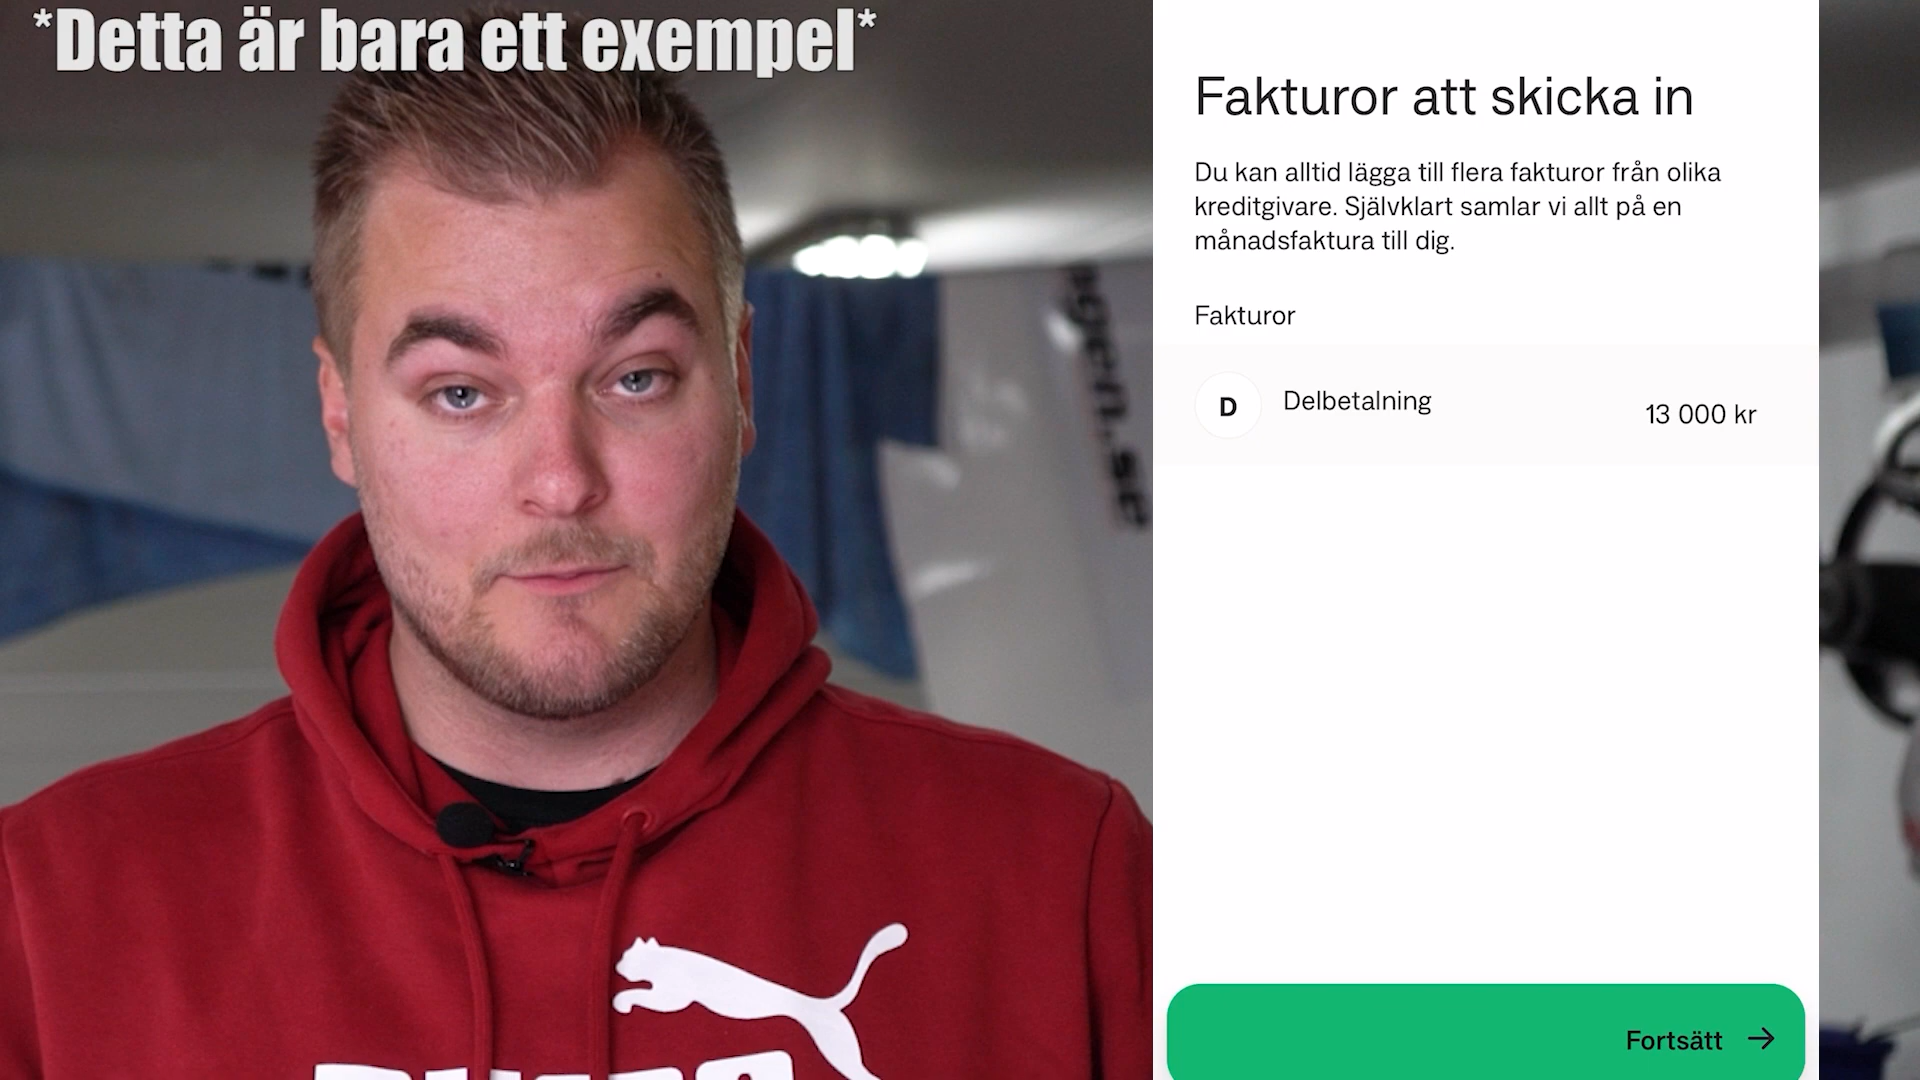 *Detta är bara ett exempel*
Fakturor att skicka in
Du kan alltid lägga till flera fakturor från olika
kreditgivare. Självklart samlar vi allt på en
månadsfaktura till dig.
Fakturor
D
Delbetalning
13 000 kr
Fortsätt →